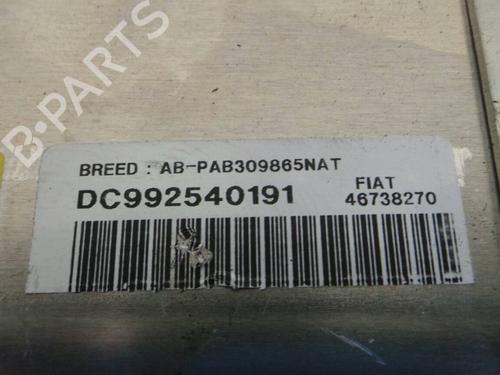 B-PARTS
BREED : AB-PAB309865NAT
DC992540191
FIAT
46738270